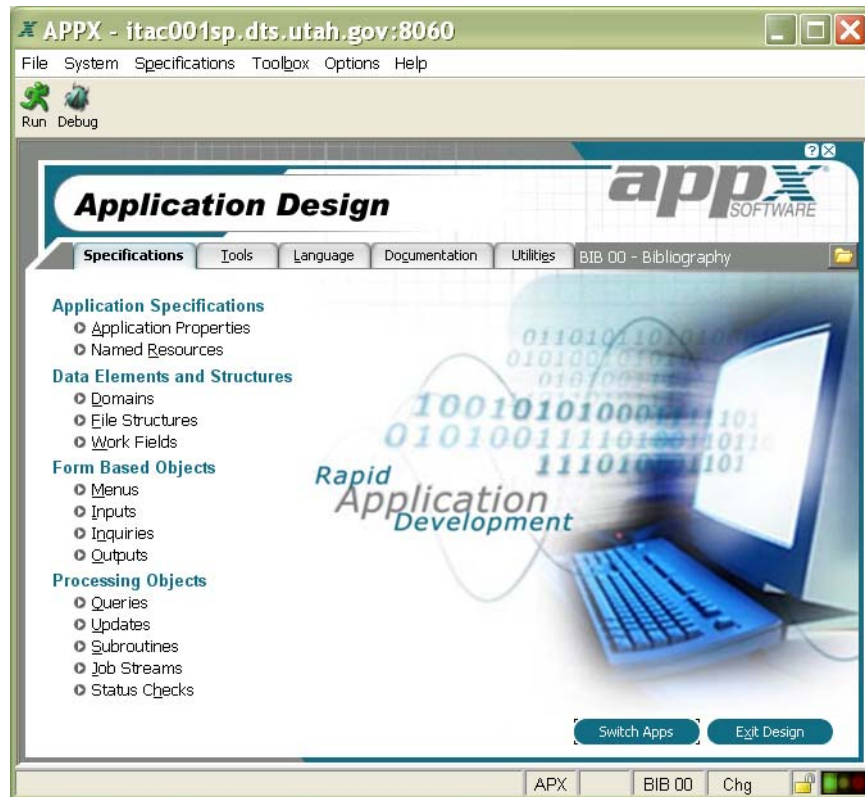 APPX - itac001sp.dts.utah.gov:8060
File System Specifications Toolbox Options Help
Run Debug
appx SOFTWARE
Application Design
Specifications Tools Language Documentation Utilities BIB 00 - Bibliography
Application Specifications
Application Properties
Named Resources
Data Elements and Structures
Domains
File Structures
Work Fields
Form Based Objects
Menus
Inputs
Inquiries
Outputs
Processing Objects
Queries
Updates
Subroutines
Job Streams
Status Checks
Rapid
Application
Development
Switch Apps Exit Design
APX BIB 00 Chg